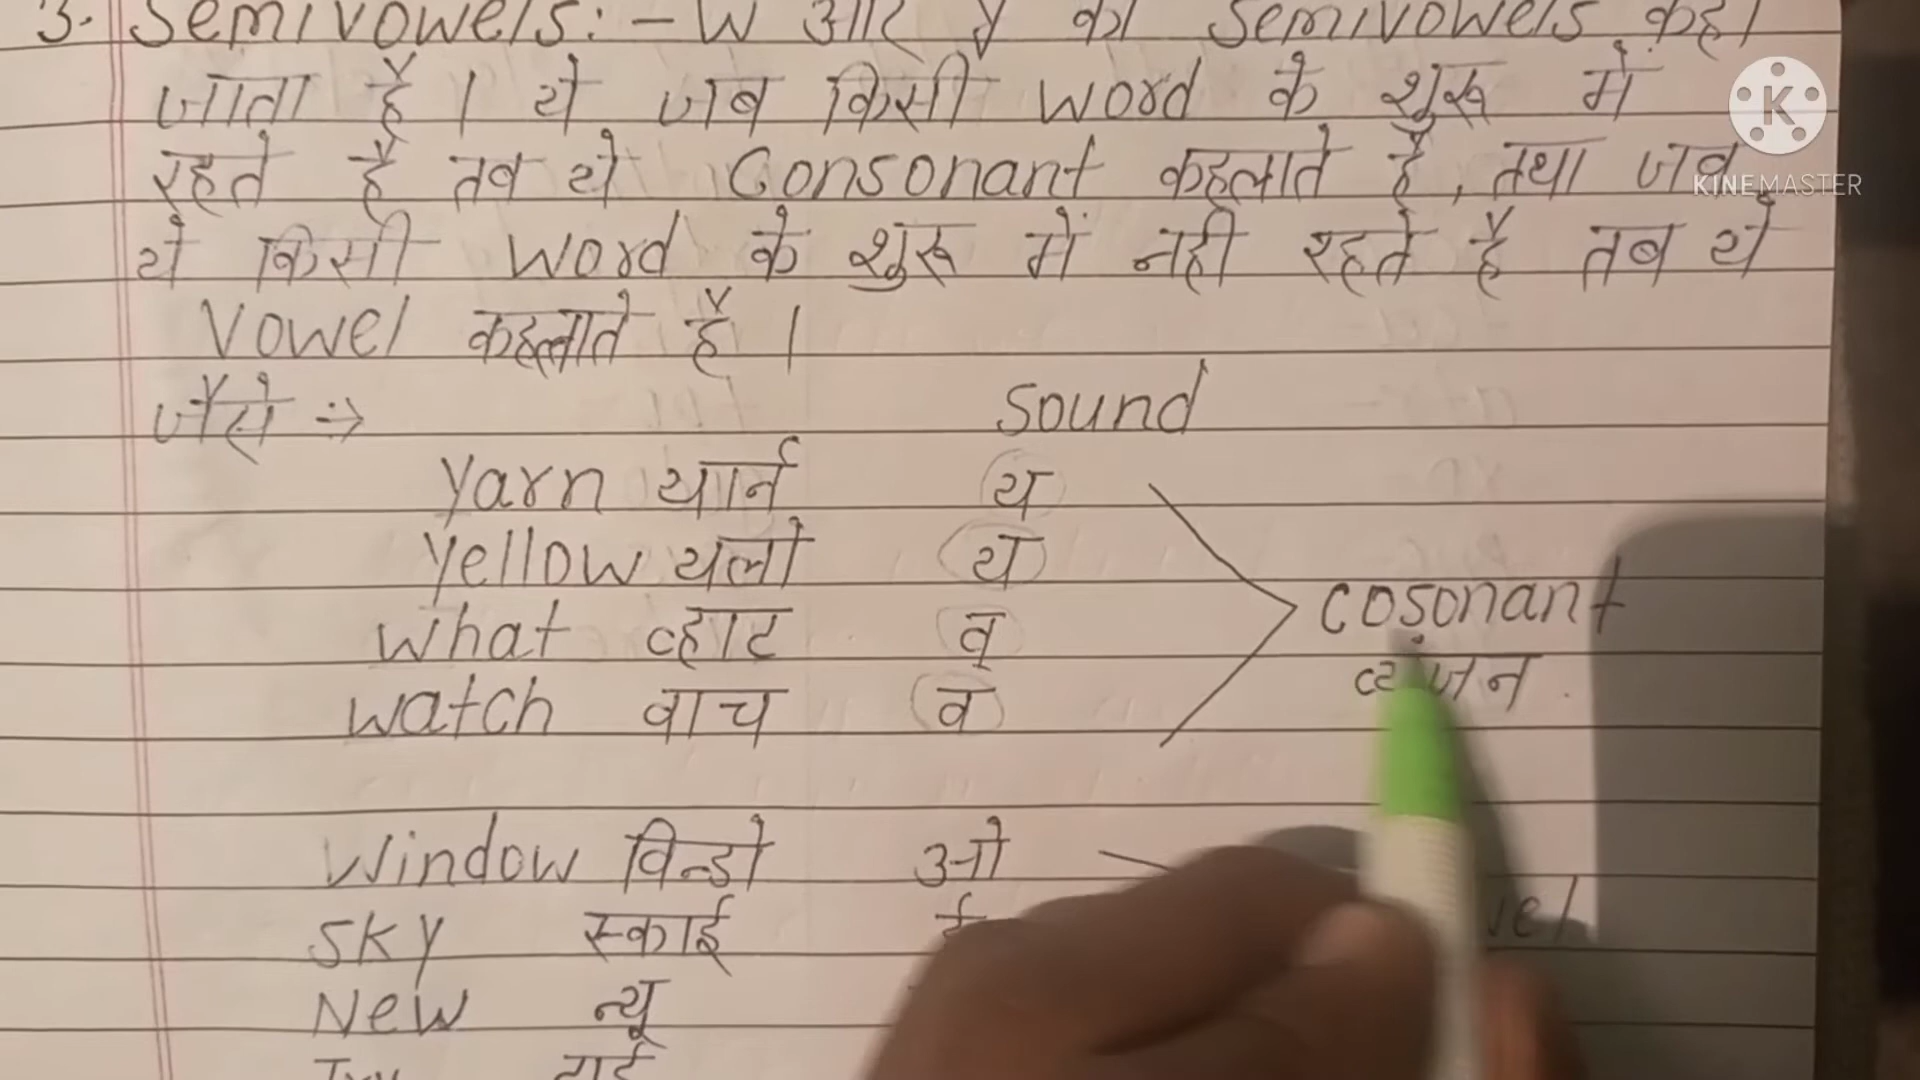 3. Semivowels: - W और y को Semivowels कहा
जाता है । ये जब किसी word के शुरू में
रहते हैं तब ये Consonant कहलाते हैं, तथा जब
ये किसी word के शुरू में नही रहते हैं तब ये
Vowel कहलाते हैं ।
जैसे → Sound
Yarn यार्न य
Yellow यलो य
What व्हाट व्
Watch वाच व
Cosonant
व्यजन
Window विन्डो ओ
Sky स्काई
New न्यू
K
KINEMASTER